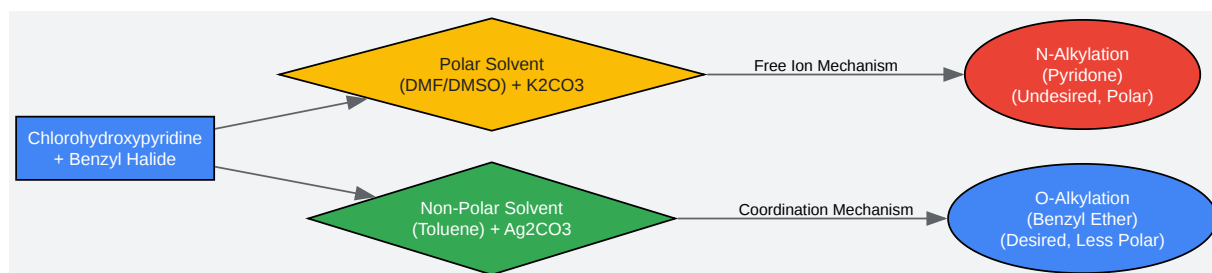 Chlorohydroxypyridine
+ Benzyl Halide
Polar Solvent
(DMF/DMSO) + K2CO3
Free Ion Mechanism
N-Alkylation
(Pyridone)
(Undesired, Polar)
Non-Polar Solvent
(Toluene) + Ag2CO3
Coordination Mechanism
O-Alkylation
(Benzyl Ether)
(Desired, Less Polar)